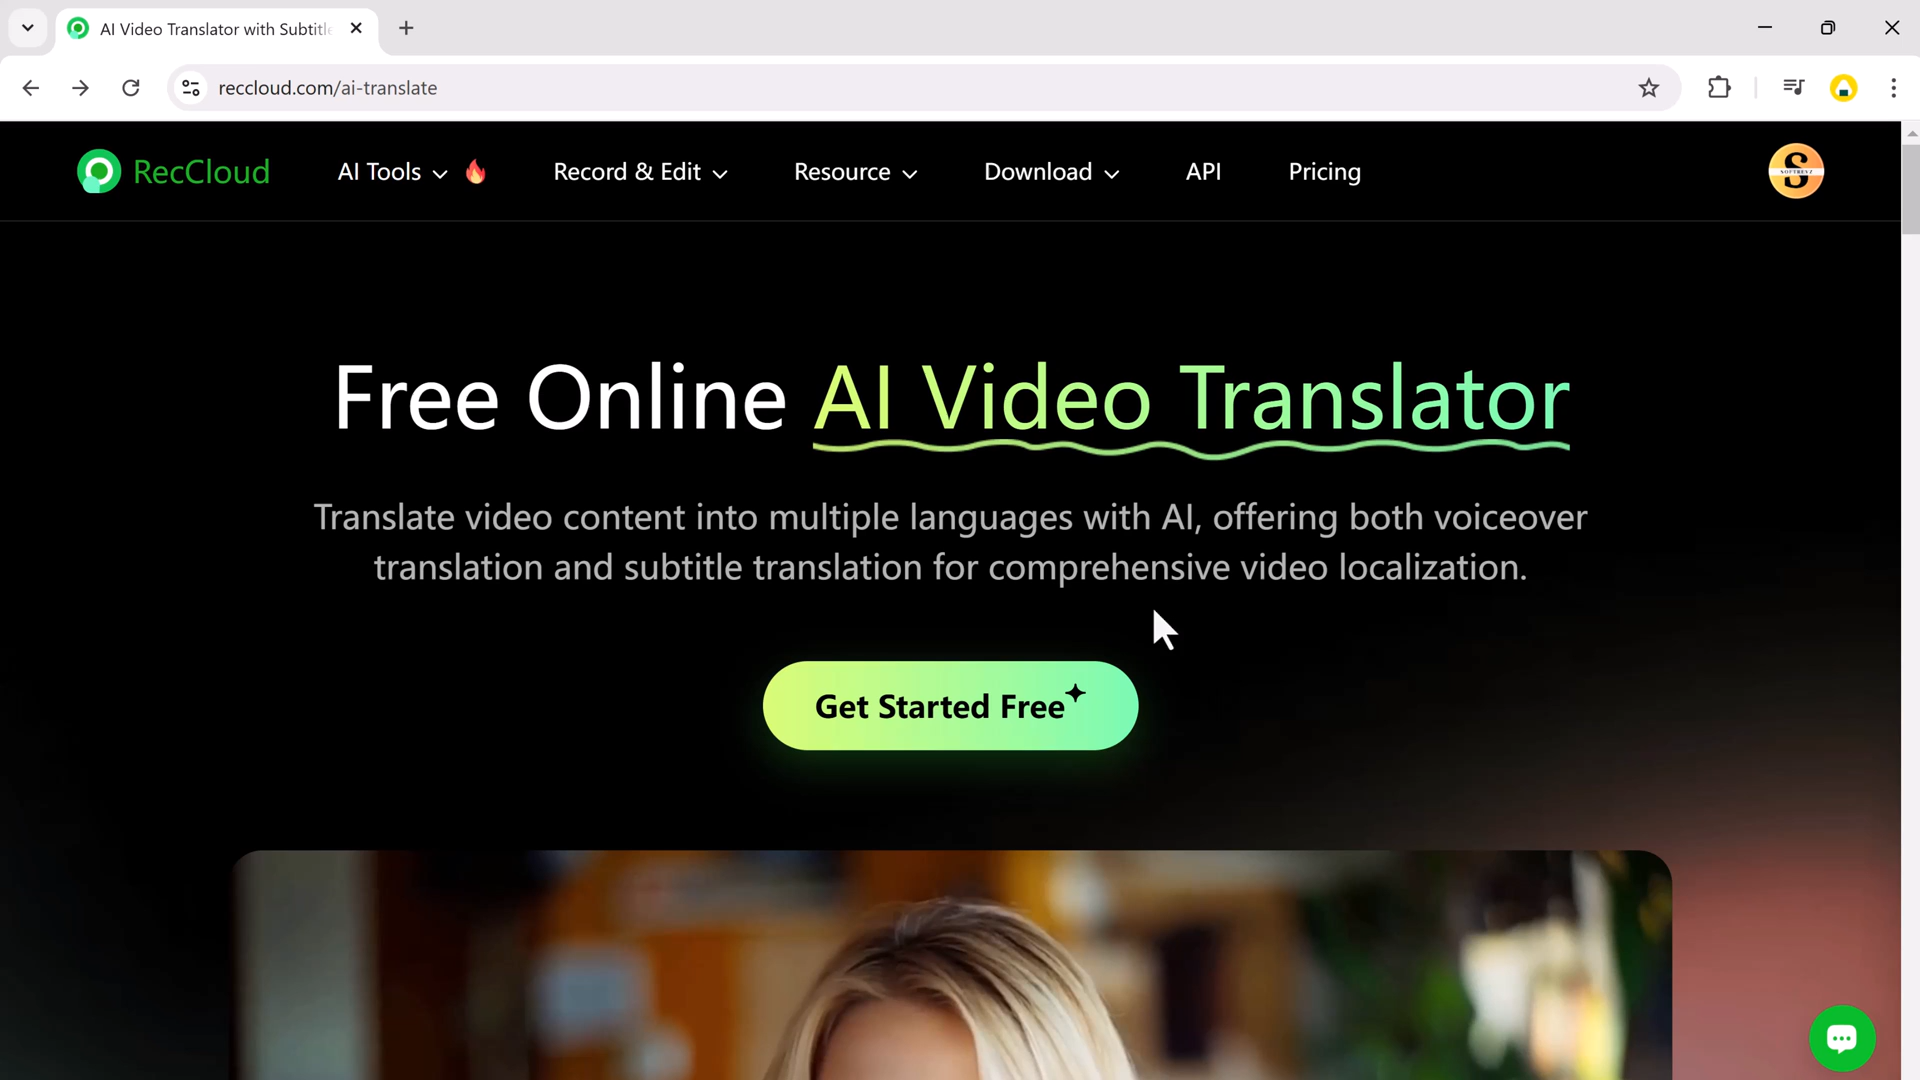 AI Video Translator with Subtitle
reccloud.com/ai-translate
RecCloud
AI Tools
Record & Edit
Resource
Download
API
Pricing
S
SOFTREVZ
Free Online AI Video Translator
Translate video content into multiple languages with AI, offering both voiceover
translation and subtitle translation for comprehensive video localization.
Get Started Free